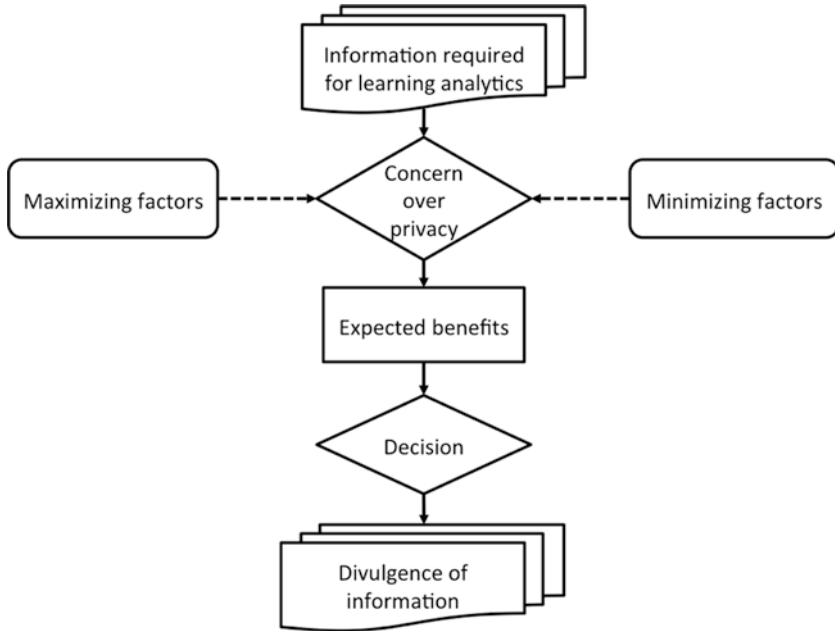 Information required
for learning analytics
Maximizing factors
Concern
over
privacy
Minimizing factors
Expected benefits
Decision
Divulgence of
information